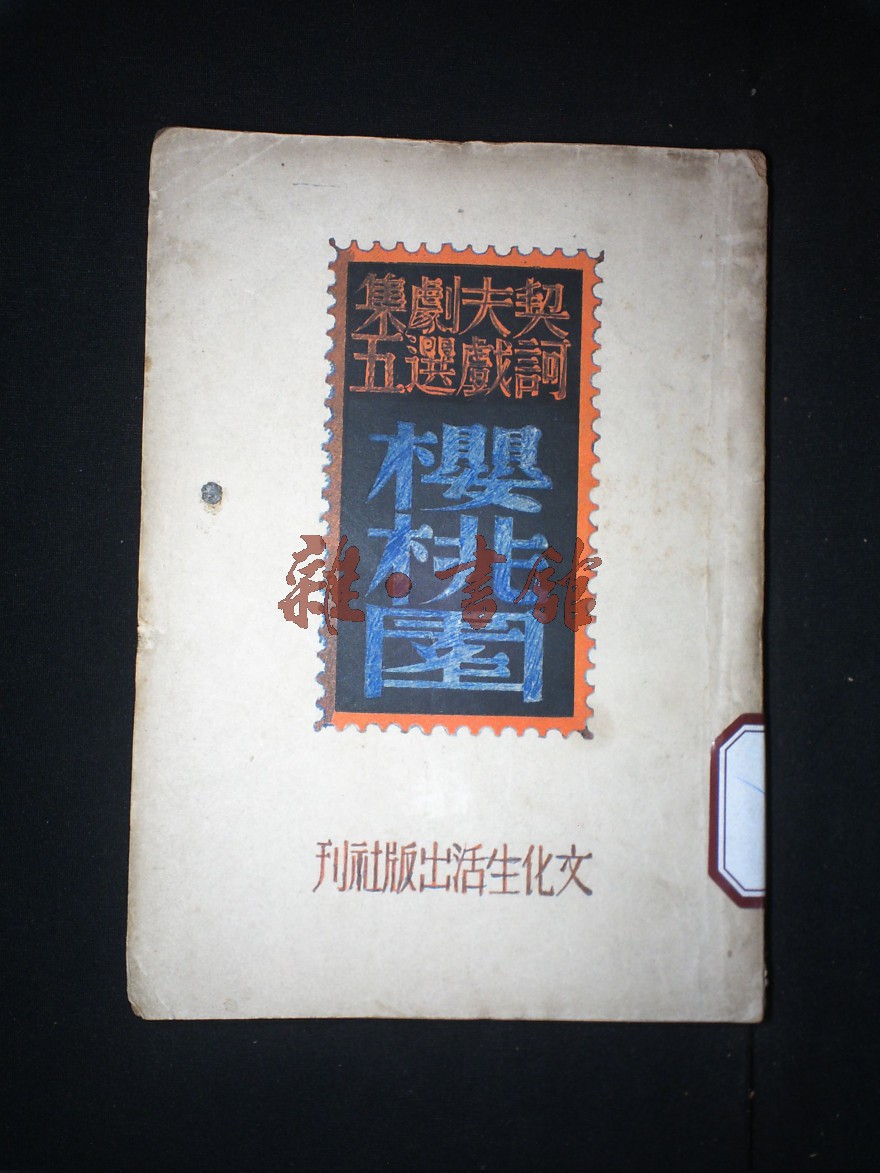 契訶
夫戲
劇選
集五
櫻桃園
雜·書館
文化生活出版社刊